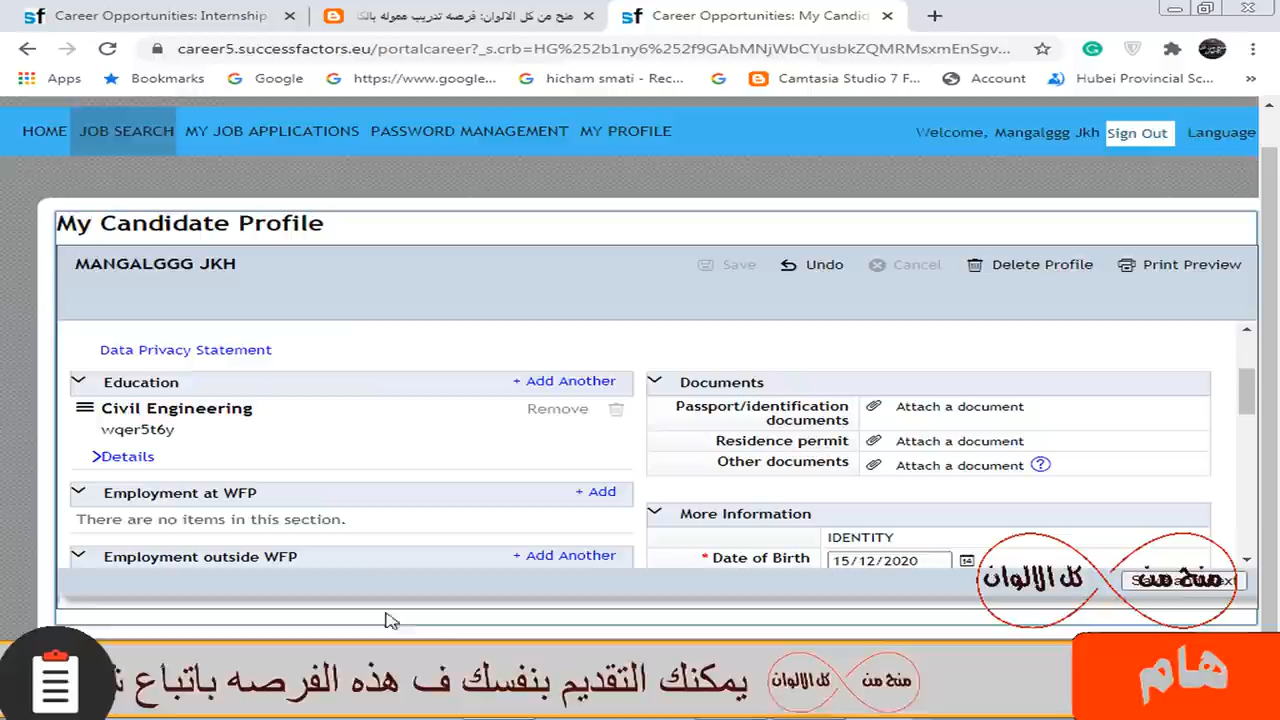 Career Opportunities: Internship
منح من كل الالوان: فرصه تدريب مموله بالكا
Career Opportunities: My Candid
career5.successfactors.eu/portalcareer?_s.crb=HG%252b1ny6%252f9GAbMNjWbCYusbkZQMRMsxmEnSgv...
Apps
Bookmarks
Google
https://www.google...
hicham smati - Rec...
Camtasia Studio 7 F...
Account
Hubei Provincial Sc...
»
HOME JOB SEARCH MY JOB APPLICATIONS PASSWORD MANAGEMENT MY PROFILE
Welcome, Mangalggg Jkh Sign Out Language
My Candidate Profile
MANGALGGG JKH
Save Undo Cancel Delete Profile Print Preview
Data Privacy Statement
Education + Add Another
Civil Engineering Remove
wqer5t6y
>Details
Employment at WFP + Add
There are no items in this section.
Employment outside WFP + Add Another
Documents
Passport/identification documents Attach a document
Residence permit Attach a document
Other documents Attach a document ?
More Information
IDENTITY
* Date of Birth 15/12/2020 14
منح من كل الالوان
هام
يمكنك التقديم بنفسك ف هذه الفرصه باتباع
منح من كل الالوان